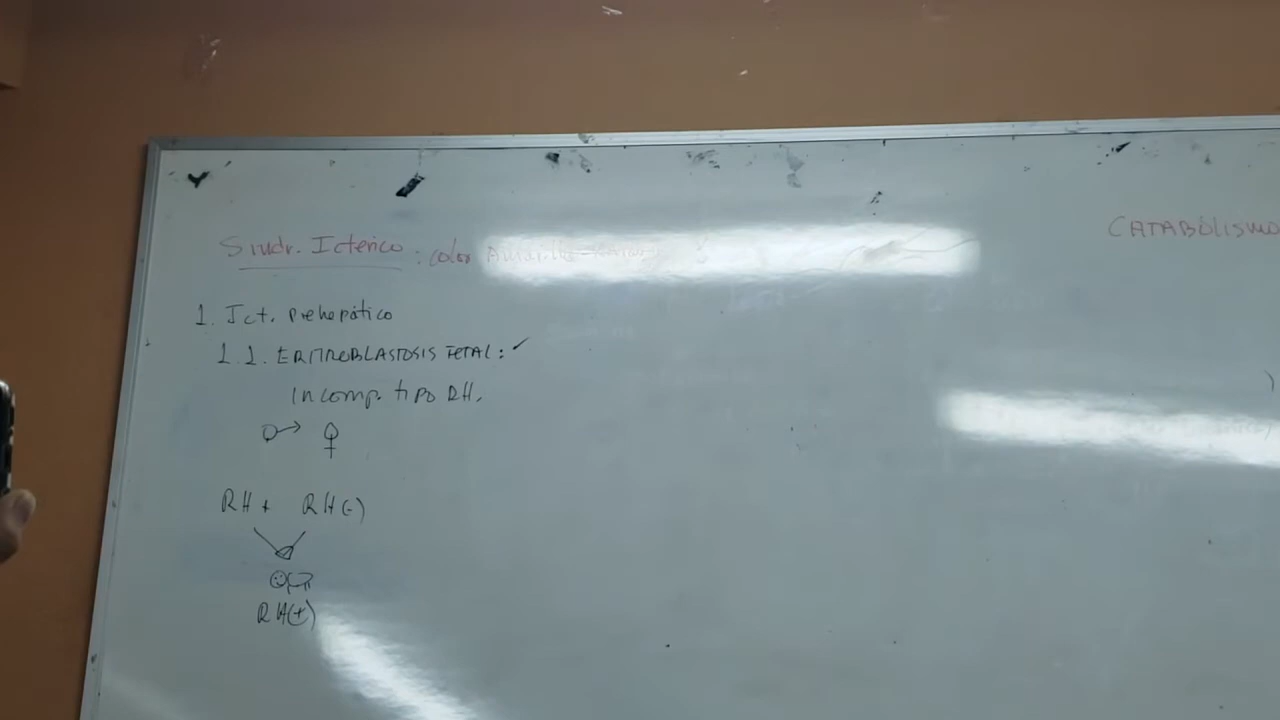 Sindr. Ictérico : color Amarillo
CATABOLISMO
1. Ict. Prehepático
1.1. ERITROBLASTOSIS FETAL:
Incomp. tipo RH.
RH + RH(-)
RH(+)